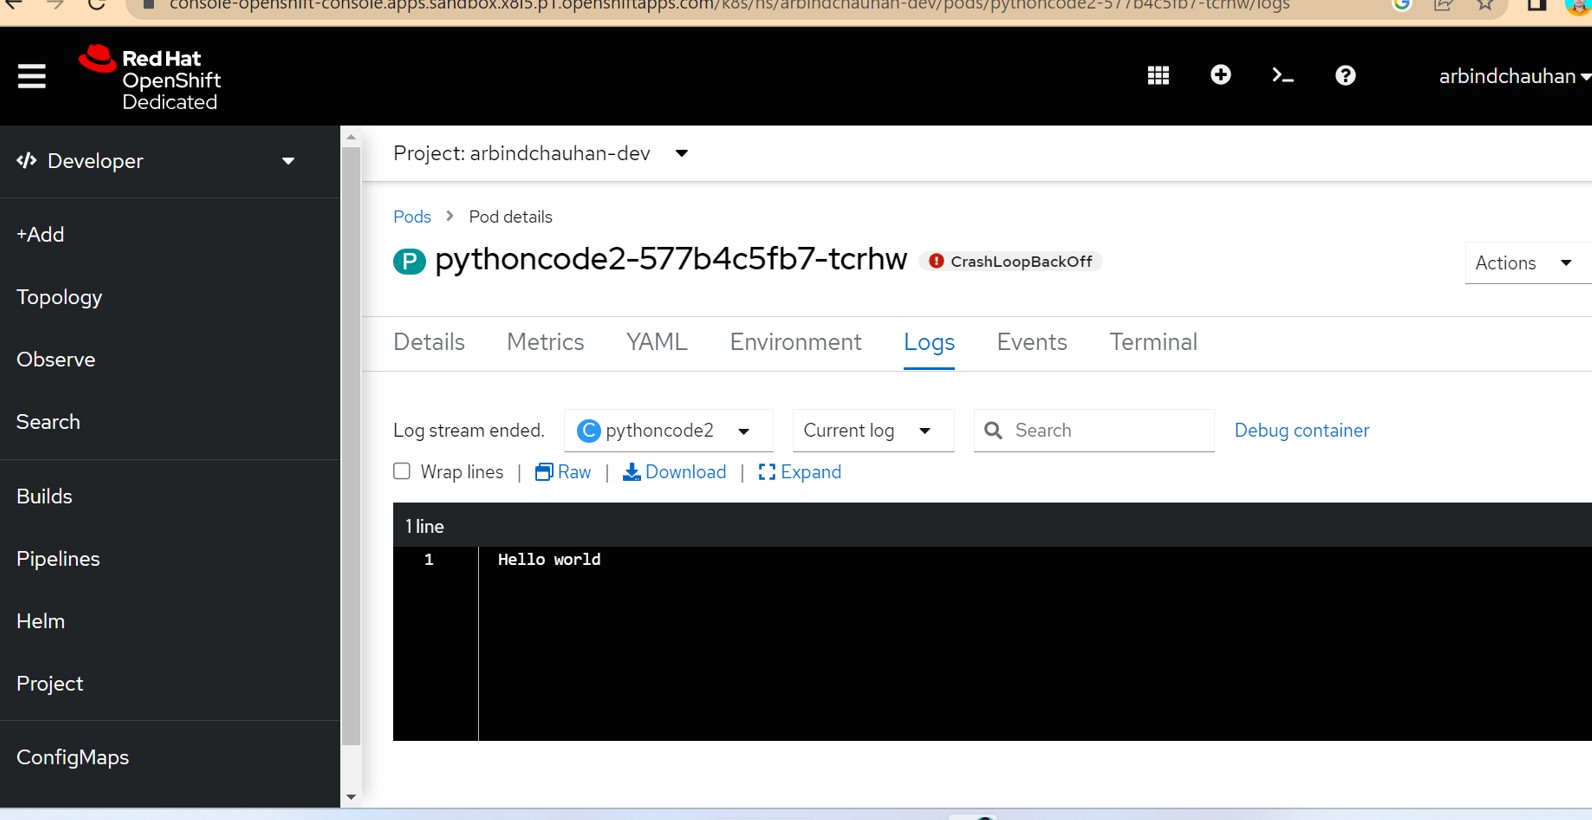 console-openshift-console.apps.sandbox.x8i5.p1.openshiftapps.com/k8s/ns/arbindchauhan-dev/pods/pythoncode2-577b4c5fb7-tcrhw/logs
Red Hat
OpenShift
Dedicated
arbindchauhan
Developer
Project: arbindchauhan-dev
Pods > Pod details
+Add
P pythoncode2-577b4c5fb7-tcrhw CrashLoopBackOff
Actions
Topology
Details Metrics YAML Environment Logs Events Terminal
Observe
Search
Log stream ended. C pythoncode2 Current log Search Debug container
Wrap lines | Raw | Download | Expand
Builds
1 line
Pipelines
1 Hello world
Helm
Project
ConfigMaps